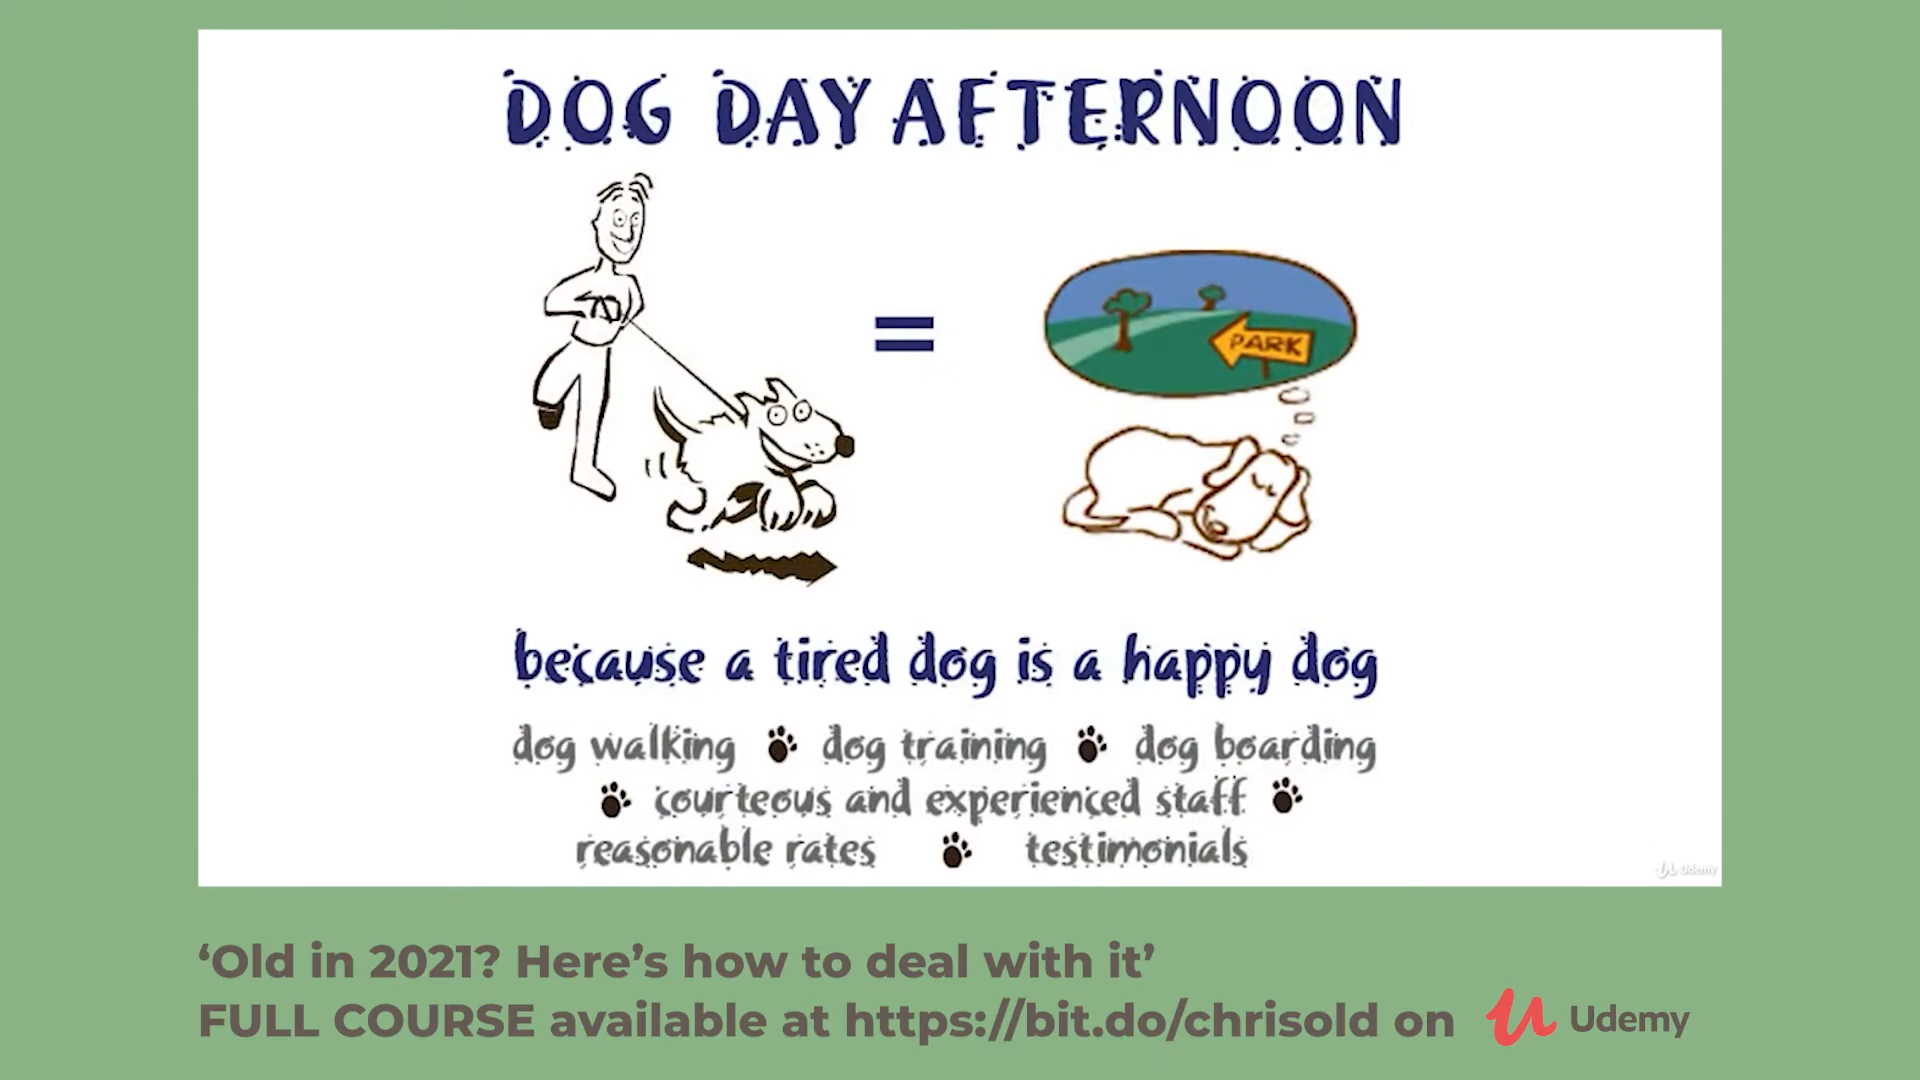 DOG DAY AFTERNOON
=
PARK
because a tired dog is a happy dog
dog walking dog training dog boarding
courteous and experienced staff
reasonable rates testimonials
Udemy
‘Old in 2021? Here’s how to deal with it’
FULL COURSE available at https://bit.do/chrisold on Udemy